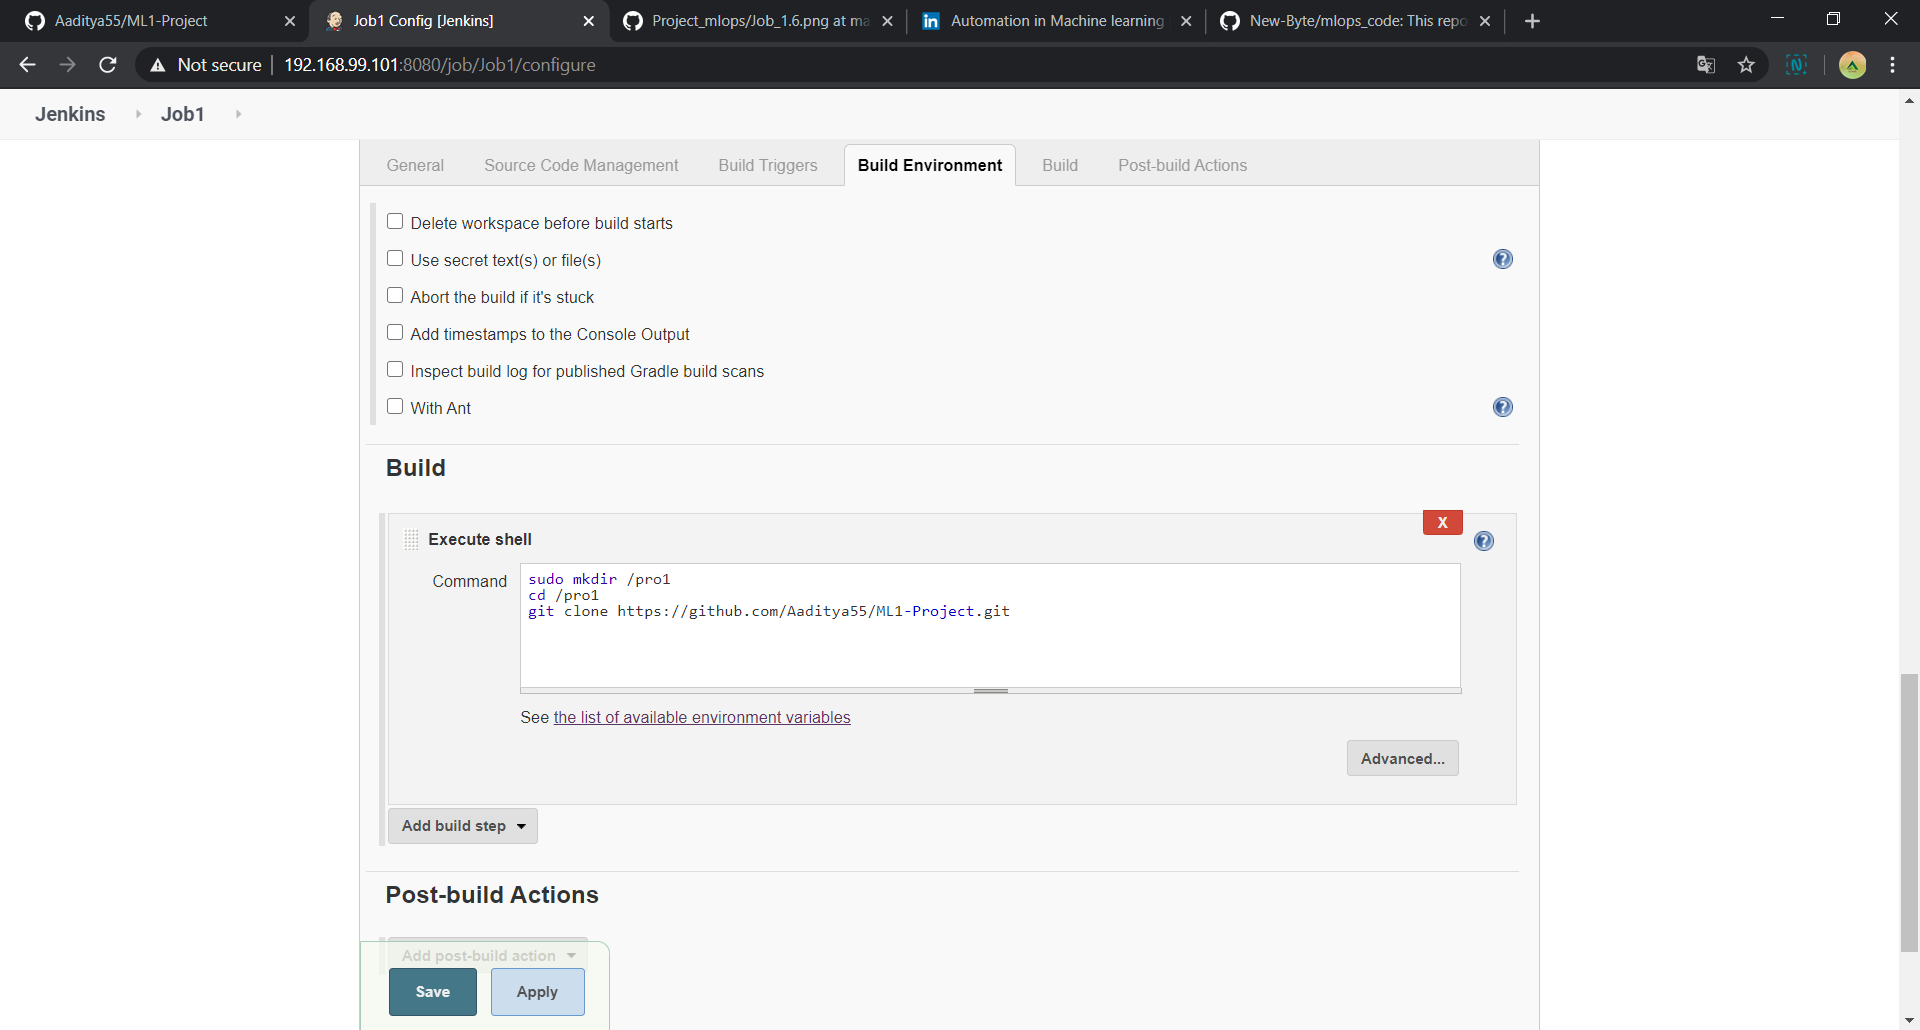 Aaditya55/ML1-Project
Job1 Config [Jenkins]
Project_mlops/Job_1.6.png at ma
Automation in Machine learning
New-Byte/mlops_code: This repo
Not secure
192.168.99.101:8080/job/Job1/configure
Jenkins
Job1
General
Source Code Management
Build Triggers
Build Environment
Build
Post-build Actions
Delete workspace before build starts
Use secret text(s) or file(s)
Abort the build if it's stuck
Add timestamps to the Console Output
Inspect build log for published Gradle build scans
With Ant
Build
X
Execute shell
Command
sudo mkdir /pro1
cd /pro1
git clone https://github.com/Aaditya55/ML1-Project.git
See the list of available environment variables
Advanced...
Add build step
Post-build Actions
Add post-build action
Save
Apply